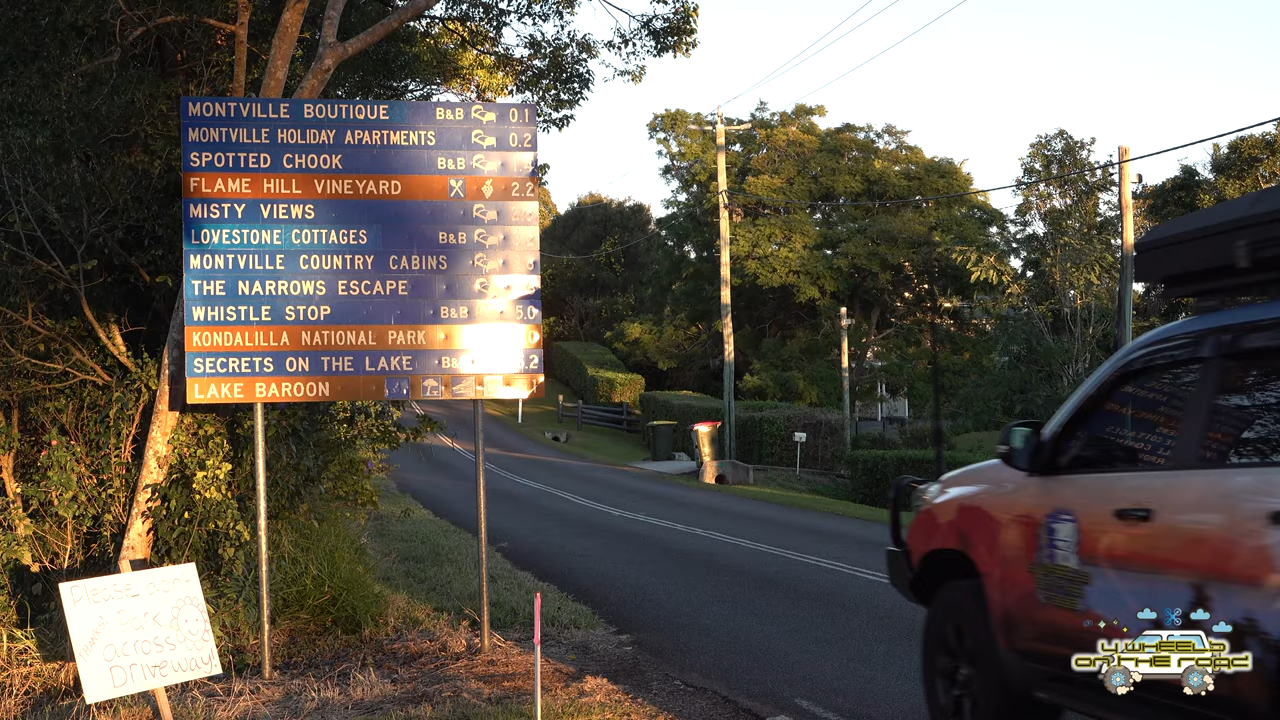 MONTVILLE BOUTIQUE B&B 0.1
MONTVILLE HOLIDAY APARTMENTS 0.2
SPOTTED CHOOK B&B
FLAME HILL VINEYARD 2.2
MISTY VIEWS
LOVESTONE COTTAGES B&B
MONTVILLE COUNTRY CABINS
THE NARROWS ESCAPE
WHISTLE STOP B&B 5.0
KONDALILLA NATIONAL PARK
SECRETS ON THE LAKE
LAKE BAROON
Please
Park
across
Driveway!
4 WHEELS
ON THE ROAD